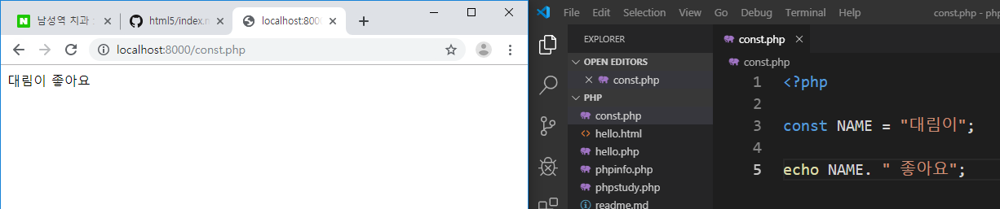 남성역 치과
html5/index.m
localhost:8000
localhost:8000/const.php
대림이 좋아요
File Edit Selection View Go Debug Terminal Help const.php - ph
EXPLORER
OPEN EDITORS
const.php
PHP
const.php
hello.html
hello.php
phpinfo.php
phpstudy.php
readme.md
const.php
const.php
1 <?php
2
3 const NAME = "대림이";
4
5 echo NAME. " 좋아요";